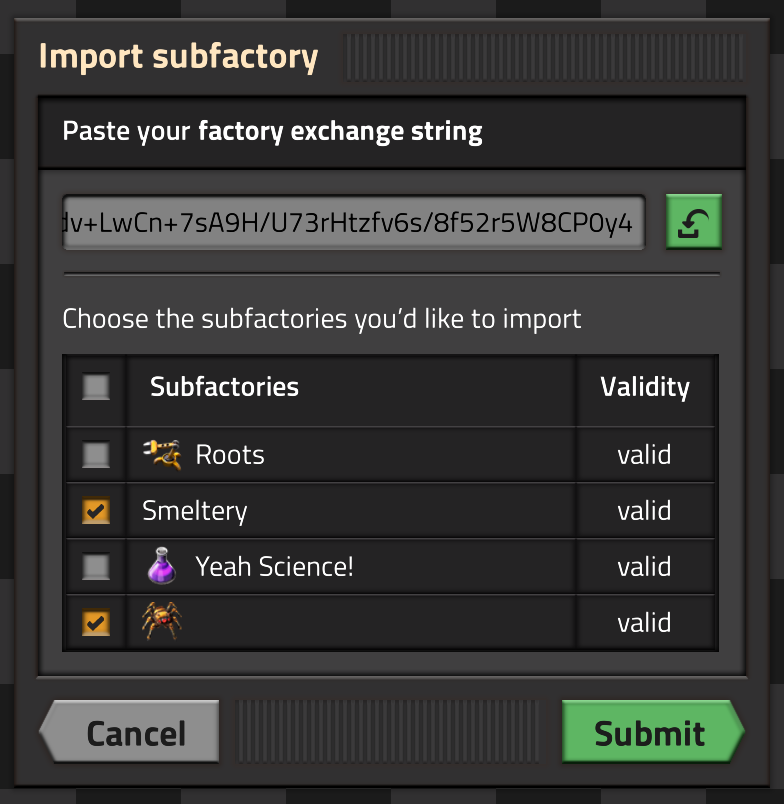 Import subfactory
Paste your factory exchange string
dv+LwCn+7sA9H/U73rHtzfv6s/8f52r5W8CP0y4
Choose the subfactories you'd like to import
Subfactories Validity
Roots valid
Smeltery valid
Yeah Science! valid
valid
Cancel Submit